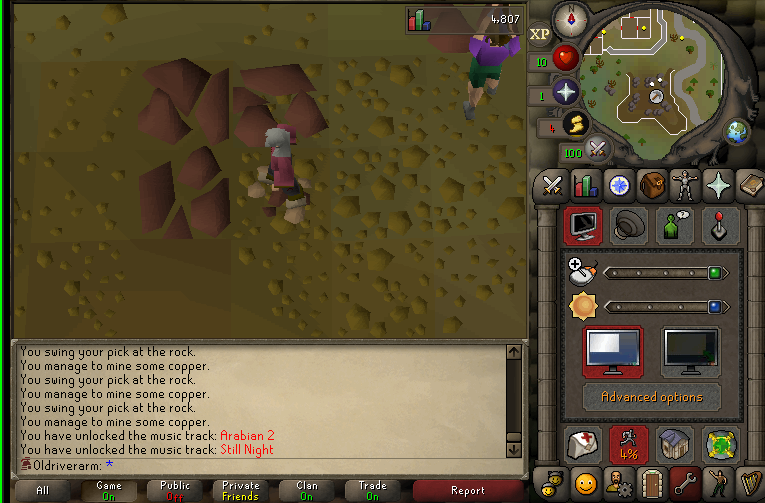 4,807
XP
10
1
4
100
You swing your pick at the rock.
You manage to mine some copper.
You swing your pick at the rock.
You manage to mine some copper.
You swing your pick at the rock.
You manage to mine some copper.
You have unlocked the music track: Arabian 2
You have unlocked the music track: Still Night
Oldriverarm: *
Advanced options
4%
All
Game
On
Public
Off
Private
Friends
Clan
On
Trade
On
Report